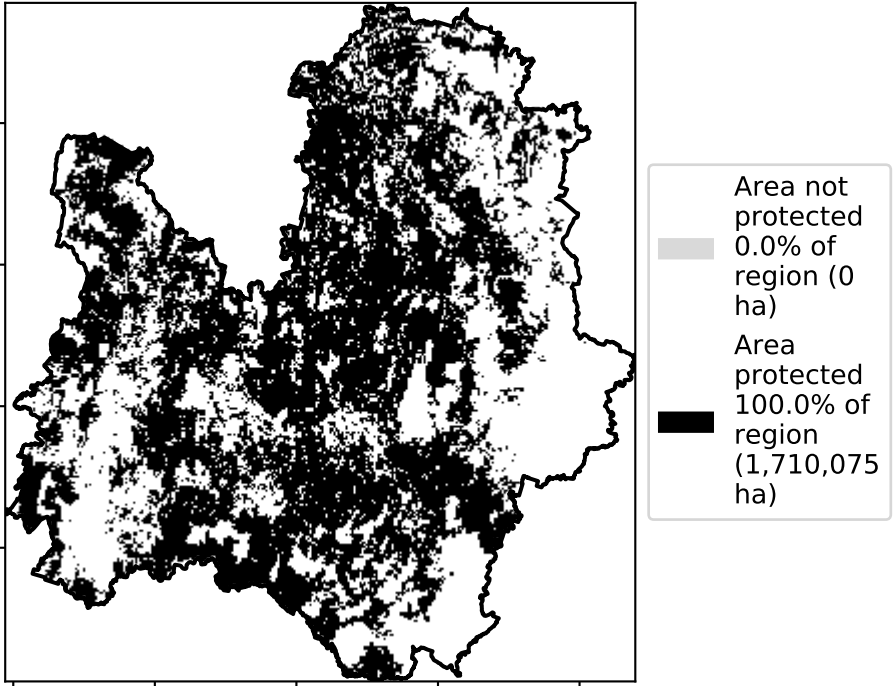 Area not
protected
0.0% of
region (0
ha)
Area
protected
100.0% of
region
(1,710,075
ha)